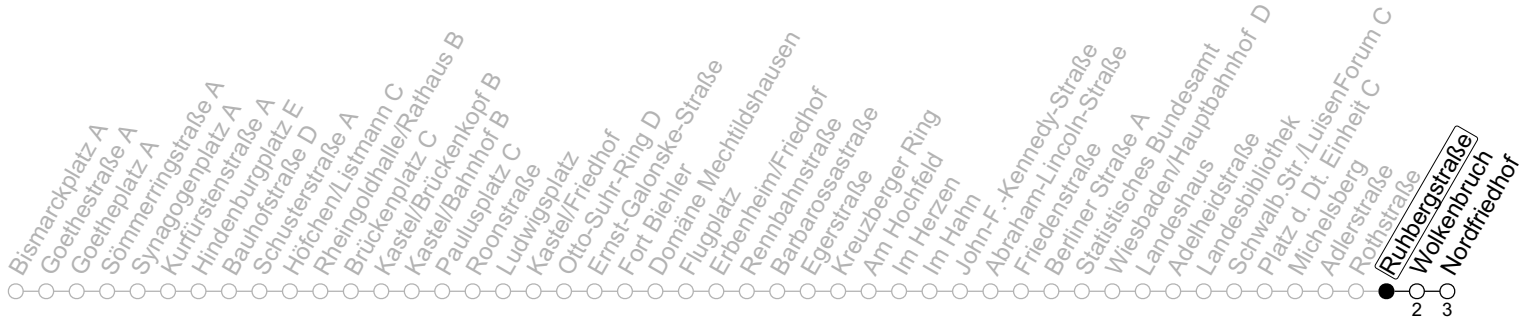 Bismarckplatz A
Goethestraße A
Goetheplatz A
Sömmerringstraße A
Synagogenplatz A
Kurfürstenstraße A
Hindenburgplatz E
Bauhofstraße D
Schusterstraße A
Höfchen/Listmann C
Rheingoldhalle/Rathaus B
Brückenplatz C
Kastel/Brückenkopf B
Kastel/Bahnhof B
Paulusplatz C
Roonstraße
Ludwigsplatz
Kastel/Friedhof
Otto-Suhr-Ring D
Ernst-Galonske-Straße
Fort Biehler
Domäne Mechtildshausen
Flugplatz
Erbenheim/Friedhof
Rennbahnstraße
Barbarossastraße
Egerstraße
Kreuzberger Ring
Am Hochfeld
Im Herzen
Im Hahn
John-F.-Kennedy-Straße
Abraham-Lincoln-Straße
Friedenstraße
Berliner Straße A
Statistisches Bundesamt
Wiesbaden/Hauptbahnhof D
Landeshaus
Adelheidstraße
Landesbibliothek
Schwalb.Str./LuisenForum C
Platz d. Dt. Einheit C
Michelsberg
Adlerstraße
Rothstraße
Ruhbergstraße
Wolkenbruch
Nordfriedhof
2 3